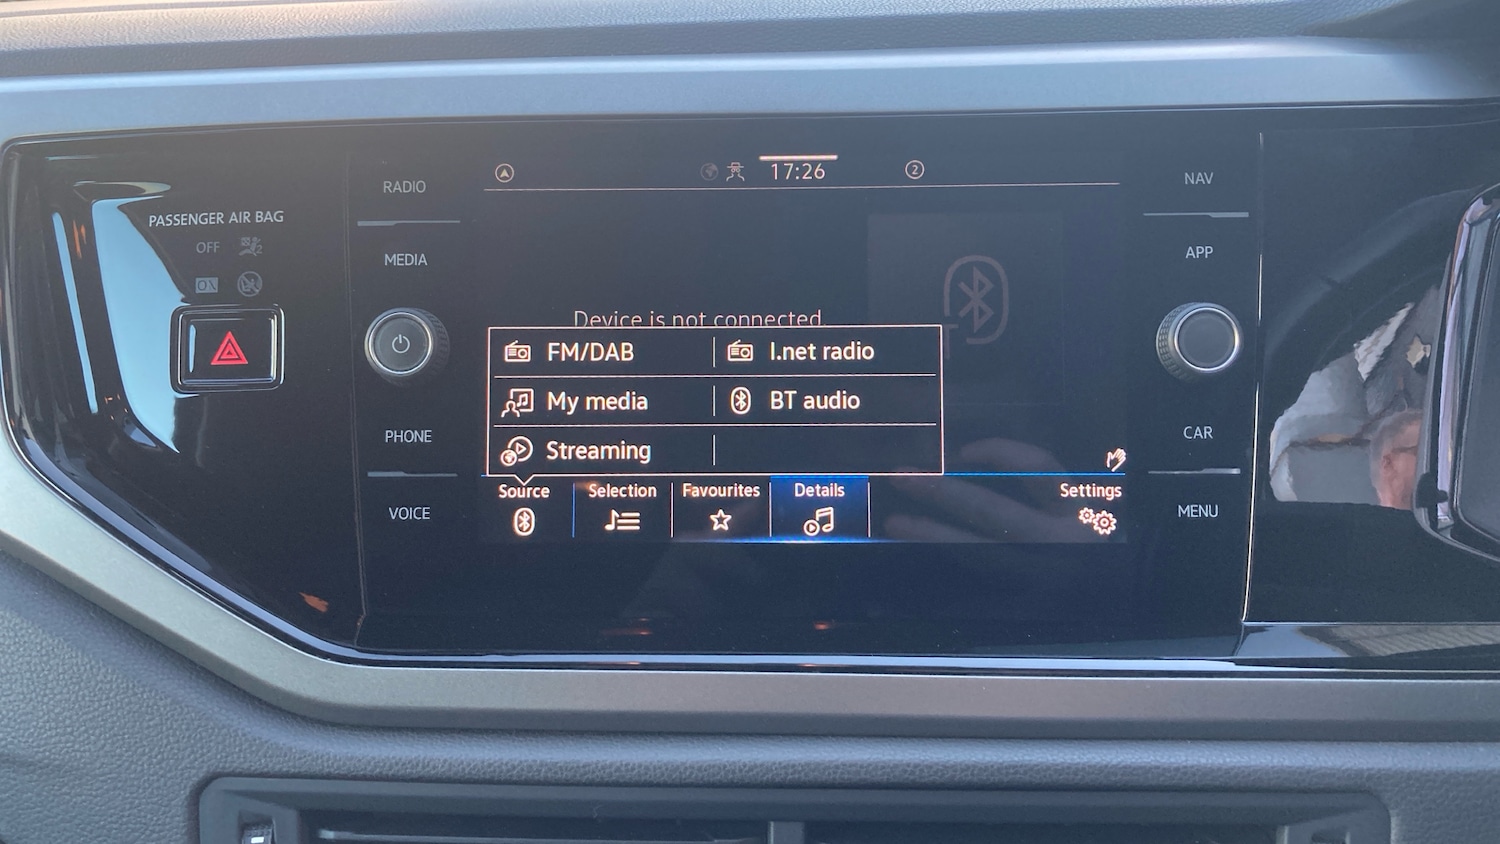 RADIO
17:26
2
NAV
PASSENGER AIR BAG
OFF
ON
MEDIA
APP
Device is not connected.
FM/DAB
I.net radio
My media
BT audio
Streaming
PHONE
CAR
Source
Selection
Favourites
Details
Settings
VOICE
MENU